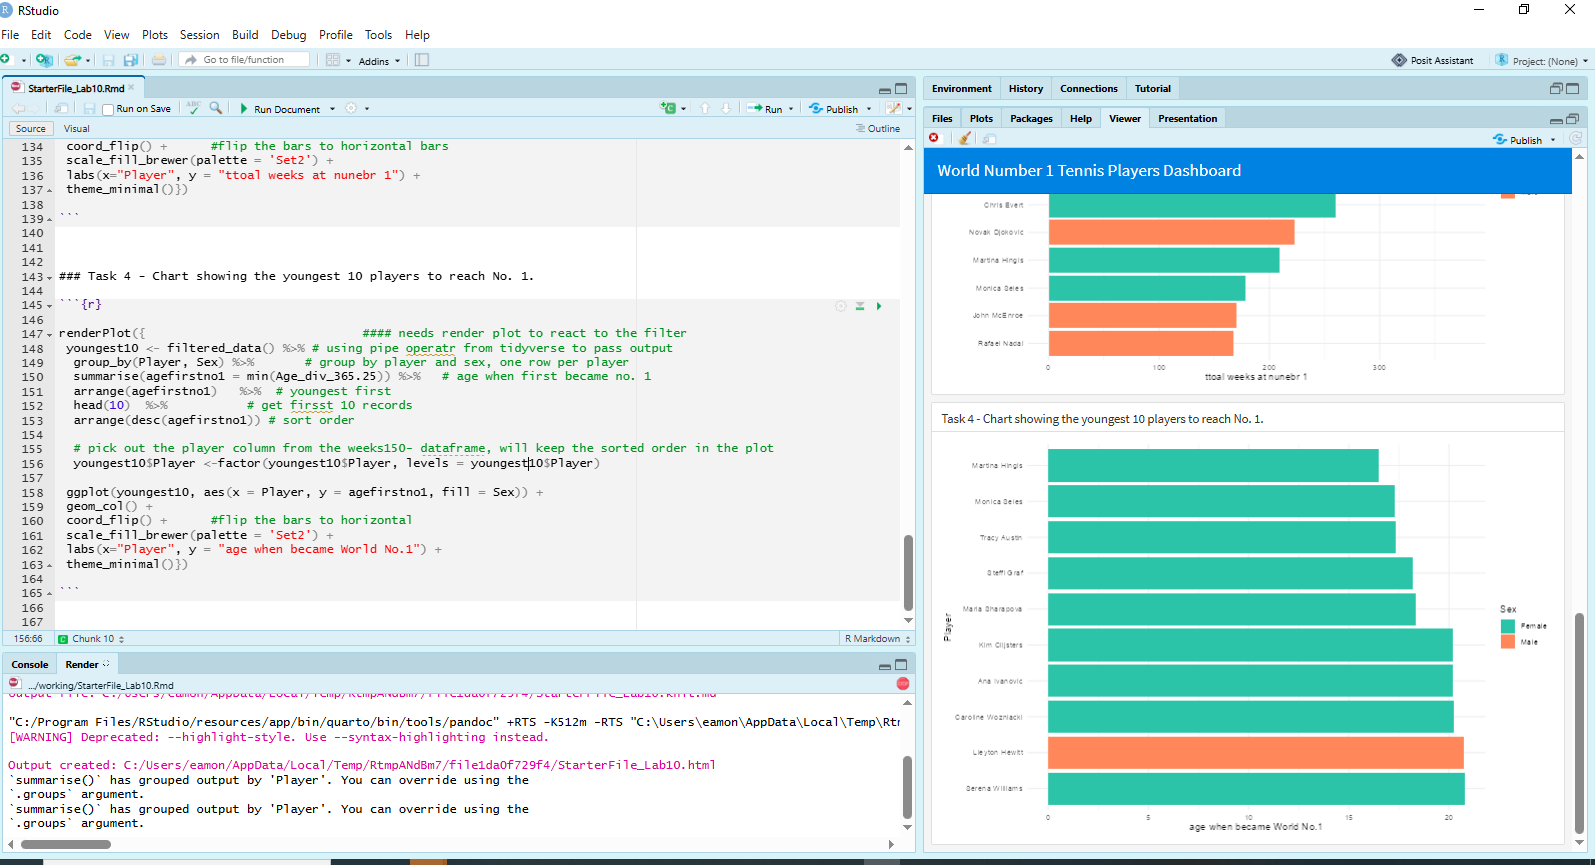 RStudio
File Edit Code View Plots Session Build Debug Profile Tools Help
Go to file/function Addins Posit Assistant Project: (None)
StarterFile_Lab10.Rmd
Run on Save ABC Run Document Run Publish
Source Visual Outline
134 coord_flip() + #flip the bars to horizontal bars
135 scale_fill_brewer(palette = 'Set2') +
136 labs(x="Player", y = "ttoal weeks at nunebr 1") +
137 theme_minimal()})
138
139 ```
140
141
142
143 ### Task 4 - Chart showing the youngest 10 players to reach No. 1.
144
145 ```{r}
146
147 renderPlot({ #### needs render plot to react to the filter
148 youngest10 <- filtered_data() %>% # using pipe operatr from tidyverse to pass output
149 group_by(Player, Sex) %>% # group by player and sex, one row per player
150 summarise(agefirstno1 = min(Age_div_365.25)) %>% # age when first became no. 1
151 arrange(agefirstno1) %>% # youngest first
152 head(10) %>% # get firsst 10 records
153 arrange(desc(agefirstno1)) # sort order
154
155 # pick out the player column from the weeks150- dataframe, will keep the sorted order in the plot
156 youngest10$Player <-factor(youngest10$Player, levels = youngest10$Player)
157
158 ggplot(youngest10, aes(x = Player, y = agefirstno1, fill = Sex)) +
159 geom_col() +
160 coord_flip() + #flip the bars to horizontal
161 scale_fill_brewer(palette = 'Set2') +
162 labs(x="Player", y = "age when became World No.1") +
163 theme_minimal()})
164
165 ```
166
167
156:66 Chunk 10 R Markdown
Console Render
.../working/StarterFile_Lab10.Rmd
output file: C:/Users/eamon/AppData/Local/Temp/RtmpANdBm7/file1da0f729f4/StarterFile_Lab10.knit.md
"C:/Program Files/RStudio/resources/app/bin/quarto/bin/tools/pandoc" +RTS -K512m -RTS "C:\Users\eamon\AppData\Local\Temp\Rtm
[WARNING] Deprecated: --highlight-style. Use --syntax-highlighting instead.
Output created: C:/Users/eamon/AppData/Local/Temp/RtmpANdBm7/file1da0f729f4/StarterFile_Lab10.html
`summarise()` has grouped output by 'Player'. You can override using the
`.groups` argument.
`summarise()` has grouped output by 'Player'. You can override using the
`.groups` argument.
Environment History Connections Tutorial
Files Plots Packages Help Viewer Presentation
Publish
World Number 1 Tennis Players Dashboard
Chris Evert
Novak Djokovic
Martina Hingis
Monica Seles
John McEnroe
Rafael Nadal
0 100 200 300
ttoal weeks at nunebr 1
Task 4 - Chart showing the youngest 10 players to reach No. 1.
Martina Hingis
Monica Seles
Tracy Austin
Steffi Graf
Maria Sharapova
Kim Clijsters
Ana Ivanovic
Caroline Wozniacki
Lleyton Hewitt
Serena Williams
Player
0 5 10 15 20
age when became World No.1
Sex
Female
Male